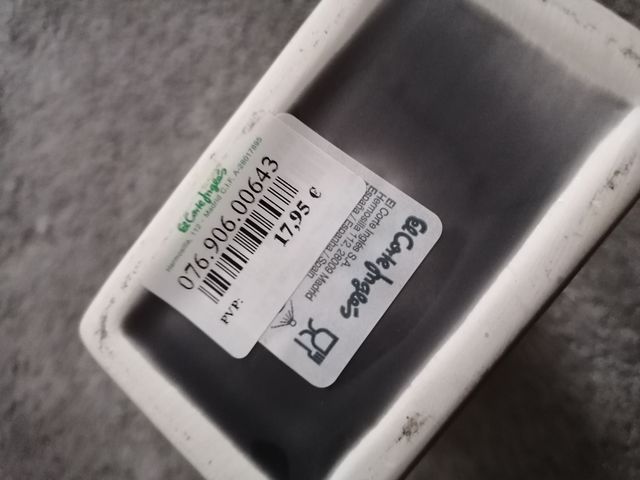 El Corte Inglés
Hermosilla, 112 - Madrid C.I.F. A-28017895
076.906.00643
PVP: 17,95 €
El Corte Inglés
El Corte Inglés S.A.
Hermosilla 112 28009 Madrid
España / Espanha / Spain